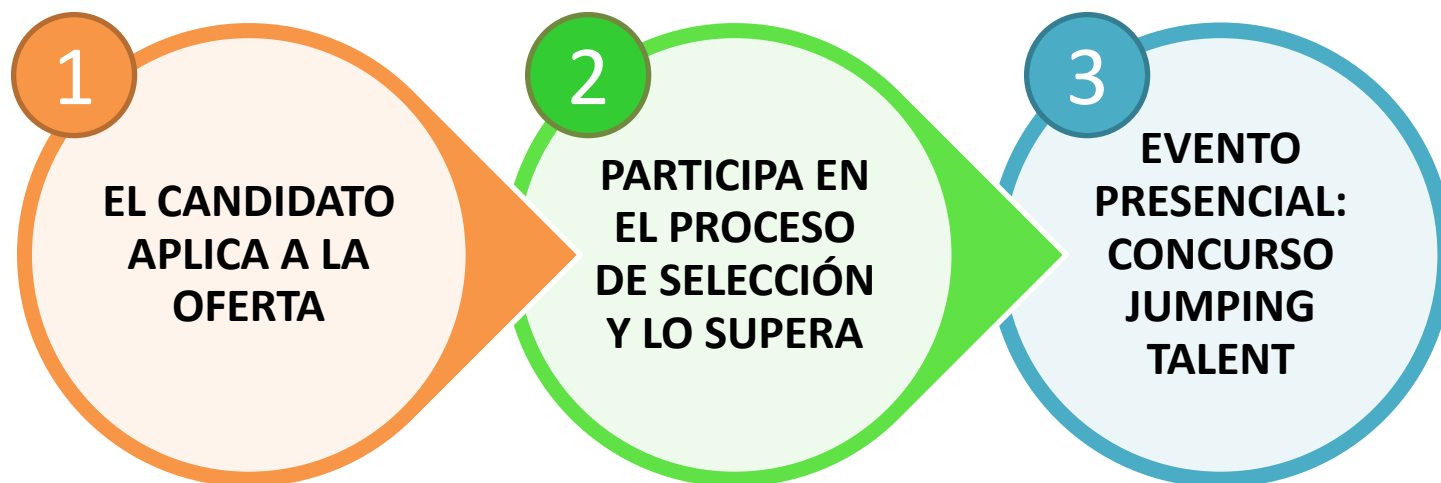 1
EL CANDIDATO
APLICA A LA
OFERTA
2
PARTICIPA EN
EL PROCESO
DE SELECCIÓN
Y LO SUPERA
3
EVENTO
PRESENCIAL:
CONCURSO
JUMPING
TALENT